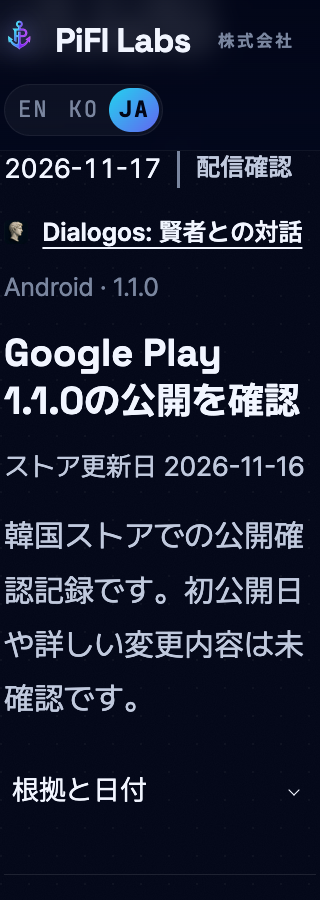 PiFl Labs 株式会社
EN KO JA
2026-11-17 配信確認
Dialogos: 賢者との対話
Android · 1.1.0
Google Play
1.1.0の公開を確認
ストア更新日 2026-11-16
韓国ストアでの公開確
認記録です。初公開日
や詳しい変更内容は未
確認です。
根拠と日付